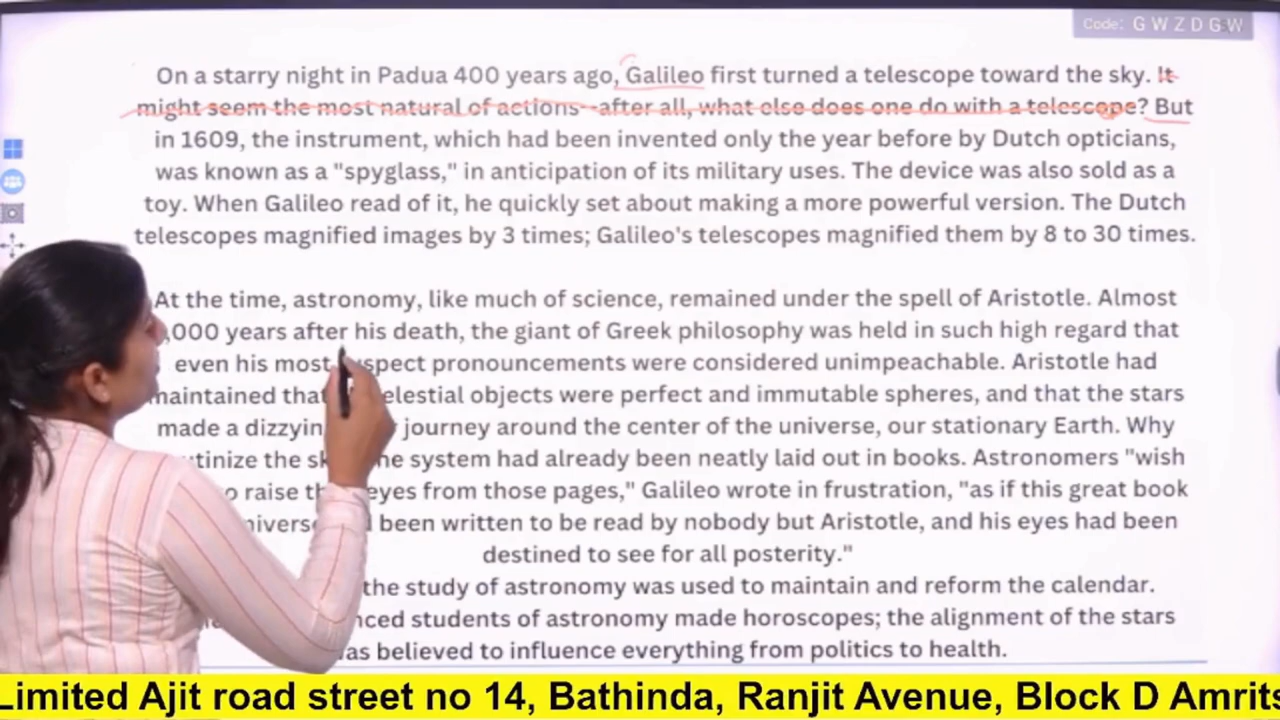 Code: G W Z D G W
On a starry night in Padua 400 years ago, Galileo first turned a telescope toward the sky. It
might seem the most natural of actions--after all, what else does one do with a telescope? But
in 1609, the instrument, which had been invented only the year before by Dutch opticians,
was known as a "spyglass," in anticipation of its military uses. The device was also sold as a
toy. When Galileo read of it, he quickly set about making a more powerful version. The Dutch
telescopes magnified images by 3 times; Galileo's telescopes magnified them by 8 to 30 times.
At the time, astronomy, like much of science, remained under the spell of Aristotle. Almost
,000 years after his death, the giant of Greek philosophy was held in such high regard that
even his most suspect pronouncements were considered unimpeachable. Aristotle had
maintained that celestial objects were perfect and immutable spheres, and that the stars
made a journey around the center of the universe, our stationary Earth. Why
the system had already been neatly laid out in books. Astronomers "wish
raise eyes from those pages," Galileo wrote in frustration, "as if this great book
been written to be read by nobody but Aristotle, and his eyes had been
destined to see for all posterity."
the study of astronomy was used to maintain and reform the calendar.
students of astronomy made horoscopes; the alignment of the stars
was believed to influence everything from politics to health.
Limited Ajit road street no 14, Bathinda, Ranjit Avenue, Block D Amrits